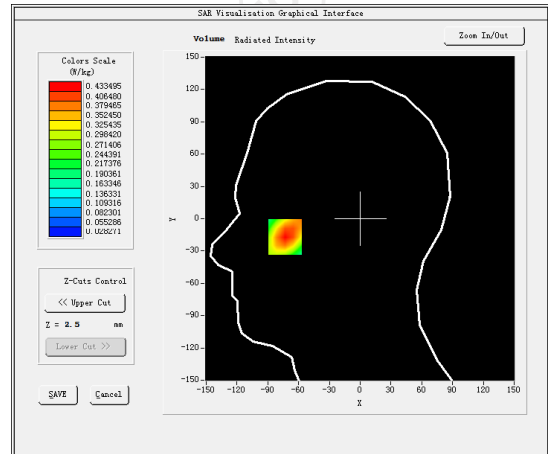 SAR Visualisation Graphical Interface
Volume Radiated Intensity
Zoom In/Out
Colors Scale
(W/kg)
0.433495
0.406480
0.379465
0.352450
0.325435
0.298420
0.271406
0.244391
0.217376
0.190361
0.163346
0.136331
0.109316
0.082301
0.055286
0.028271
Z-Cuts Control
<< Upper Cut
Z = 2.5 mm
Lower Cut >>
SAVE Cancel
150
120
90
60
30
0
-30
-60
-90
-120
-150
Y
-150 -120 -90 -60 -30 0 30 60 90 120 150
X